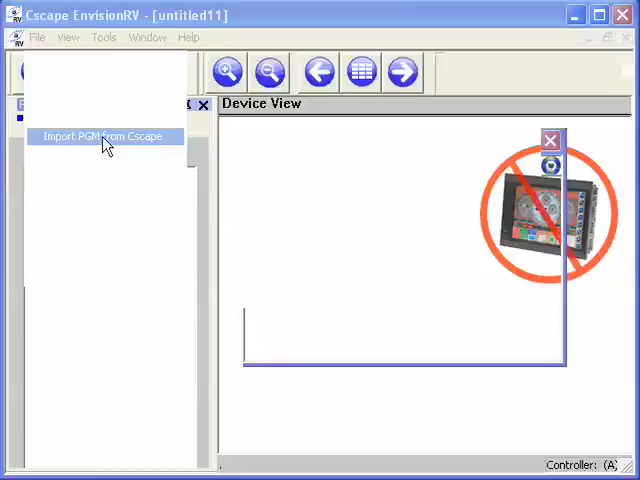 Cscape EnvisionRV - [untitled11]
File View Tools Window Help
Device View
Import PGM from Cscape
Controller: (A)